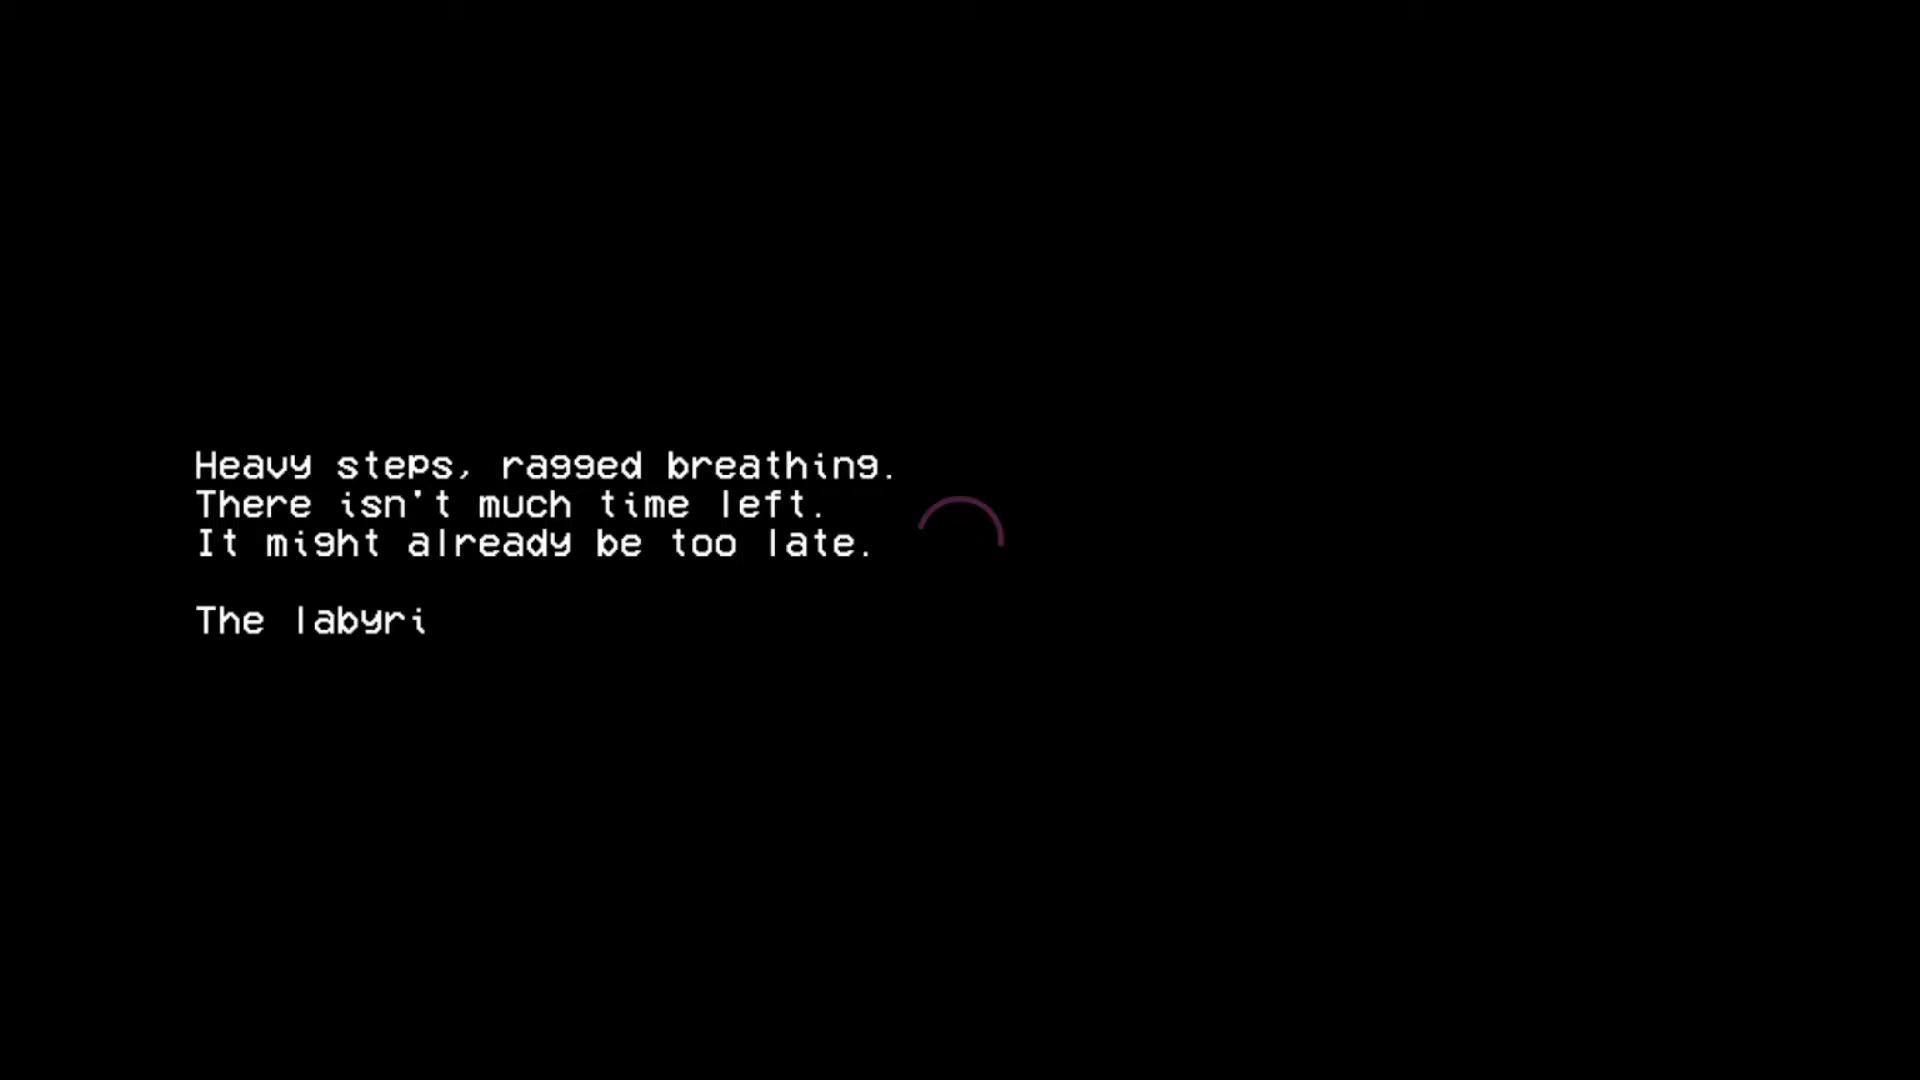 Heavy steps, ragged breathing.
There isn't much time left.
It might already be too late.
The labyri